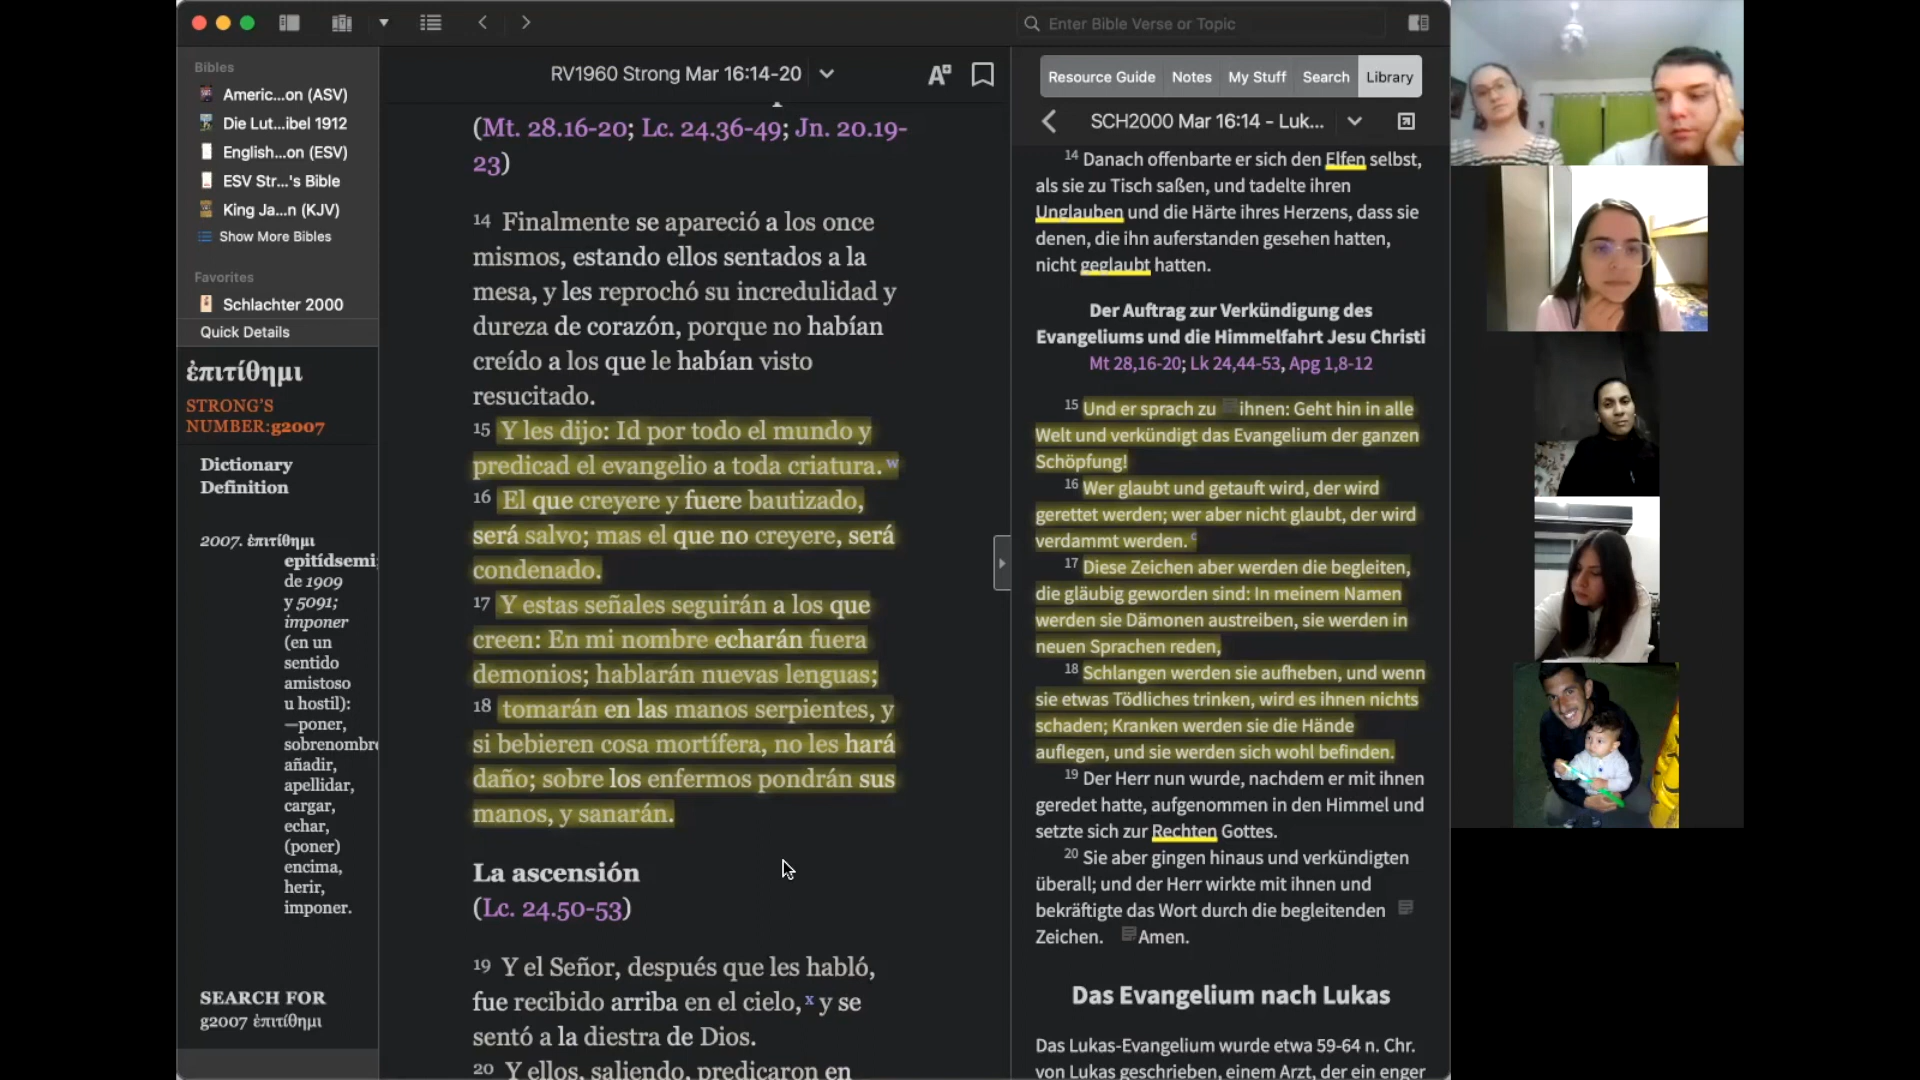 Enter Bible Verse or Topic
Bibles
Americ...on (ASV)
Die Lut...ibel 1912
English...on (ESV)
ESV Str...'s Bible
King Ja...n (KJV)
Show More Bibles
Favorites
Schlachter 2000
Quick Details
ἐπιτίθημι
STRONG'S
NUMBER:g2007
Dictionary
Definition
2007. ἐπιτίθημι
epitídsemi;
de 1909
y 5091;
imponer
(en un
sentido
amistoso
u hostil):
—poner,
sobrenombre
añadir,
apellidar,
cargar,
echar,
(poner)
encima,
herir,
imponer.
SEARCH FOR
g2007 ἐπιτίθημι
RV1960 Strong Mar 16:14-20
(Mt. 28.16-20; Lc. 24.36-49; Jn. 20.19-
23)
14 Finalmente se apareció a los once
mismos, estando ellos sentados a la
mesa, y les reprochó su incredulidad y
dureza de corazón, porque no habían
creído a los que le habían visto
resucitado.
15 Y les dijo: Id por todo el mundo y
predicad el evangelio a toda criatura. w
16 El que creyere y fuere bautizado,
será salvo; mas el que no creyere, será
condenado.
17 Y estas señales seguirán a los que
creen: En mi nombre echarán fuera
demonios; hablarán nuevas lenguas;
18 tomarán en las manos serpientes, y
si bebieren cosa mortífera, no les hará
daño; sobre los enfermos pondrán sus
manos, y sanarán.
La ascensión
(Lc. 24.50-53)
19 Y el Señor, después que les habló,
fue recibido arriba en el cielo, x y se
sentó a la diestra de Dios.
20 Y ellos, saliendo, predicaron en
Resource Guide Notes My Stuff Search Library
SCH2000 Mar 16:14 - Luk...
14 Danach offenbarte er sich den Elfen selbst,
als sie zu Tisch saßen, und tadelte ihren
Unglauben und die Härte ihres Herzens, dass sie
denen, die ihn auferstanden gesehen hatten,
nicht geglaubt hatten.
Der Auftrag zur Verkündigung des
Evangeliums und die Himmelfahrt Jesu Christi
Mt 28,16-20; Lk 24,44-53, Apg 1,8-12
15 Und er sprach zu ihnen: Geht hin in alle
Welt und verkündigt das Evangelium der ganzen
Schöpfung!
16 Wer glaubt und getauft wird, der wird
gerettet werden; wer aber nicht glaubt, der wird
verdammt werden. c
17 Diese Zeichen aber werden die begleiten,
die gläubig geworden sind: In meinem Namen
werden sie Dämonen austreiben, sie werden in
neuen Sprachen reden,
18 Schlangen werden sie aufheben, und wenn
sie etwas Tödliches trinken, wird es ihnen nichts
schaden; Kranken werden sie die Hände
auflegen, und sie werden sich wohl befinden.
19 Der Herr nun wurde, nachdem er mit ihnen
geredet hatte, aufgenommen in den Himmel und
setzte sich zur Rechten Gottes.
20 Sie aber gingen hinaus und verkündigten
überall; und der Herr wirkte mit ihnen und
bekräftigte das Wort durch die begleitenden
Zeichen. Amen.
Das Evangelium nach Lukas
Das Lukas-Evangelium wurde etwa 59-64 n. Chr.
von Lukas geschrieben, einem Arzt, der ein enger